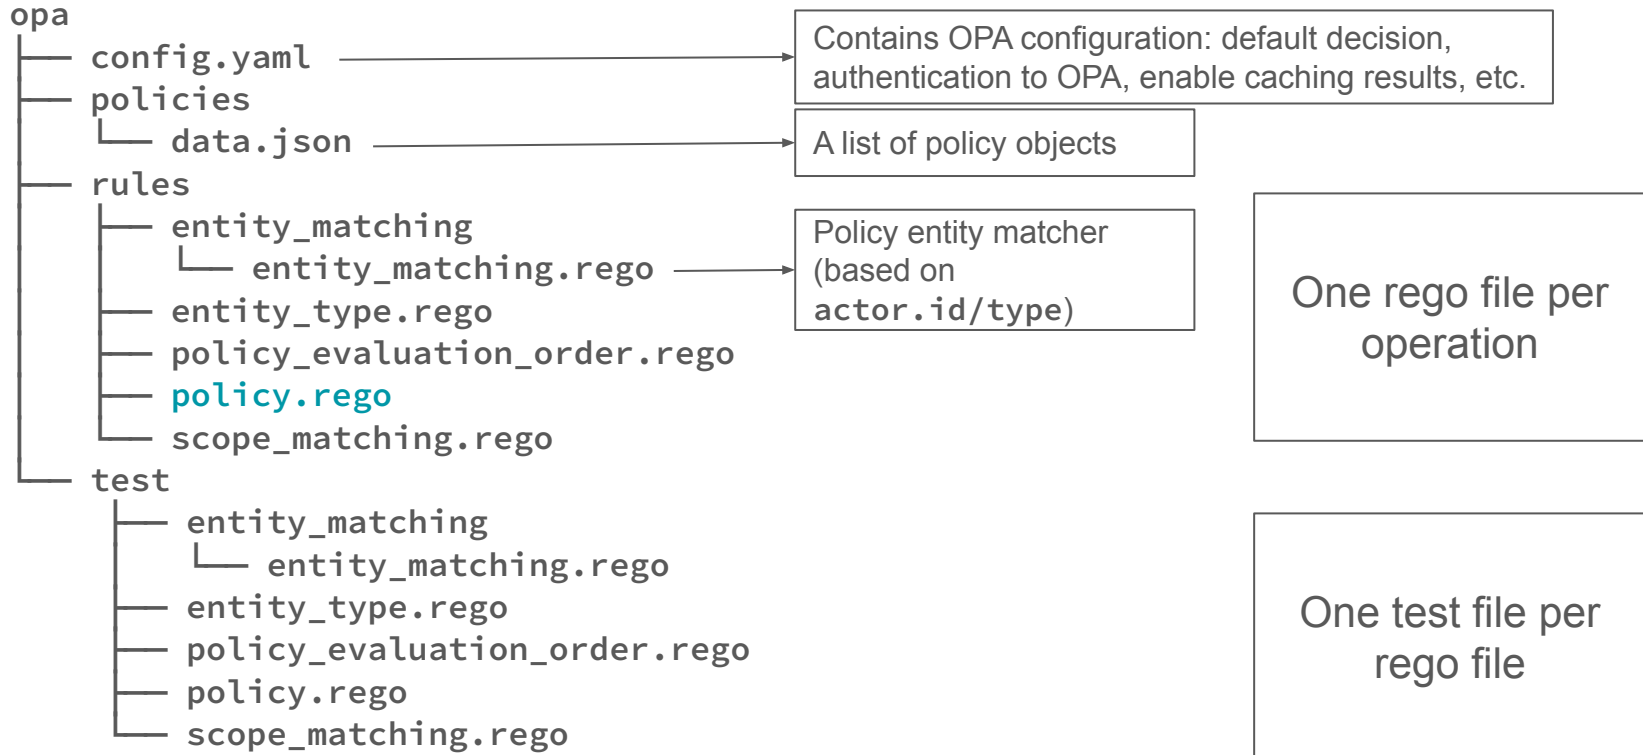 opa
config.yaml
Contains OPA configuration: default decision,
authentication to OPA, enable caching results, etc.
policies
data.json
A list of policy objects
rules
entity_matching
entity_matching.rego
Policy entity matcher
(based on
actor.id/type)
entity_type.rego
policy_evaluation_order.rego
policy.rego
scope_matching.rego
One rego file per
operation
test
entity_matching
entity_matching.rego
entity_type.rego
policy_evaluation_order.rego
policy.rego
scope_matching.rego
One test file per
rego file